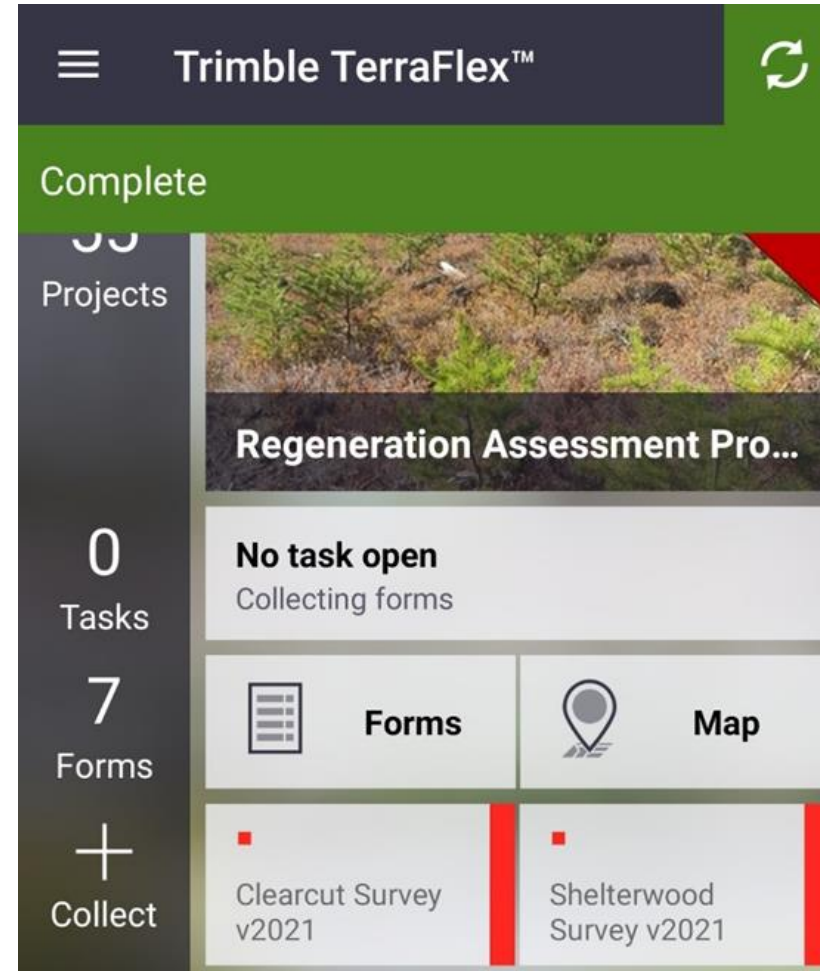 Trimble TerraFlex™
Complete
Projects
Regeneration Assessment Pro...
0
Tasks
No task open
Collecting forms
7
Forms
Forms
Map
Collect
Clearcut Survey
v2021
Shelterwood
Survey v2021